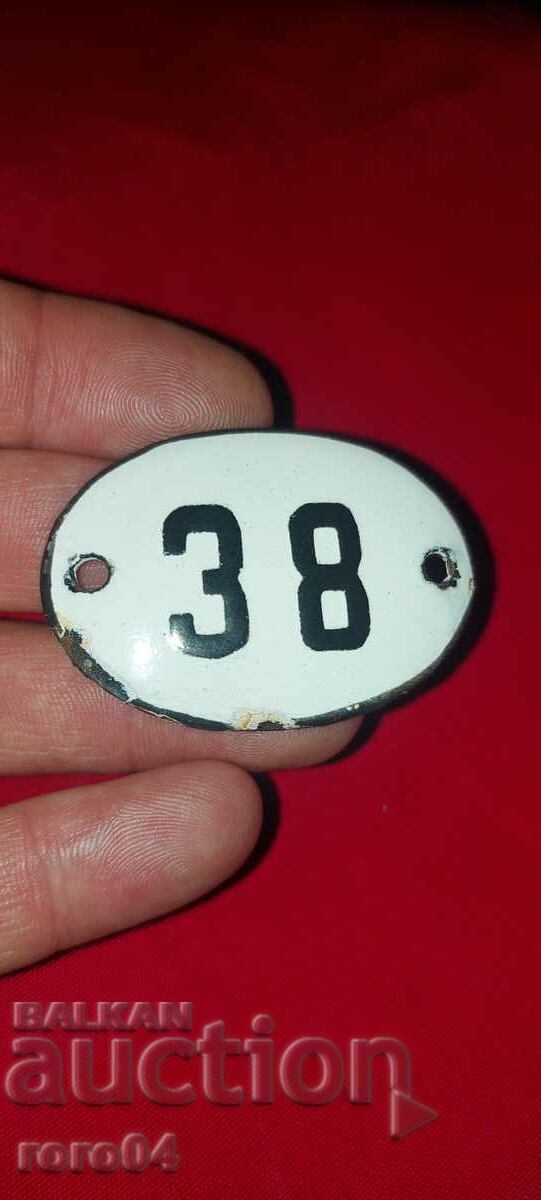 38
BALKAN
auction
roro04